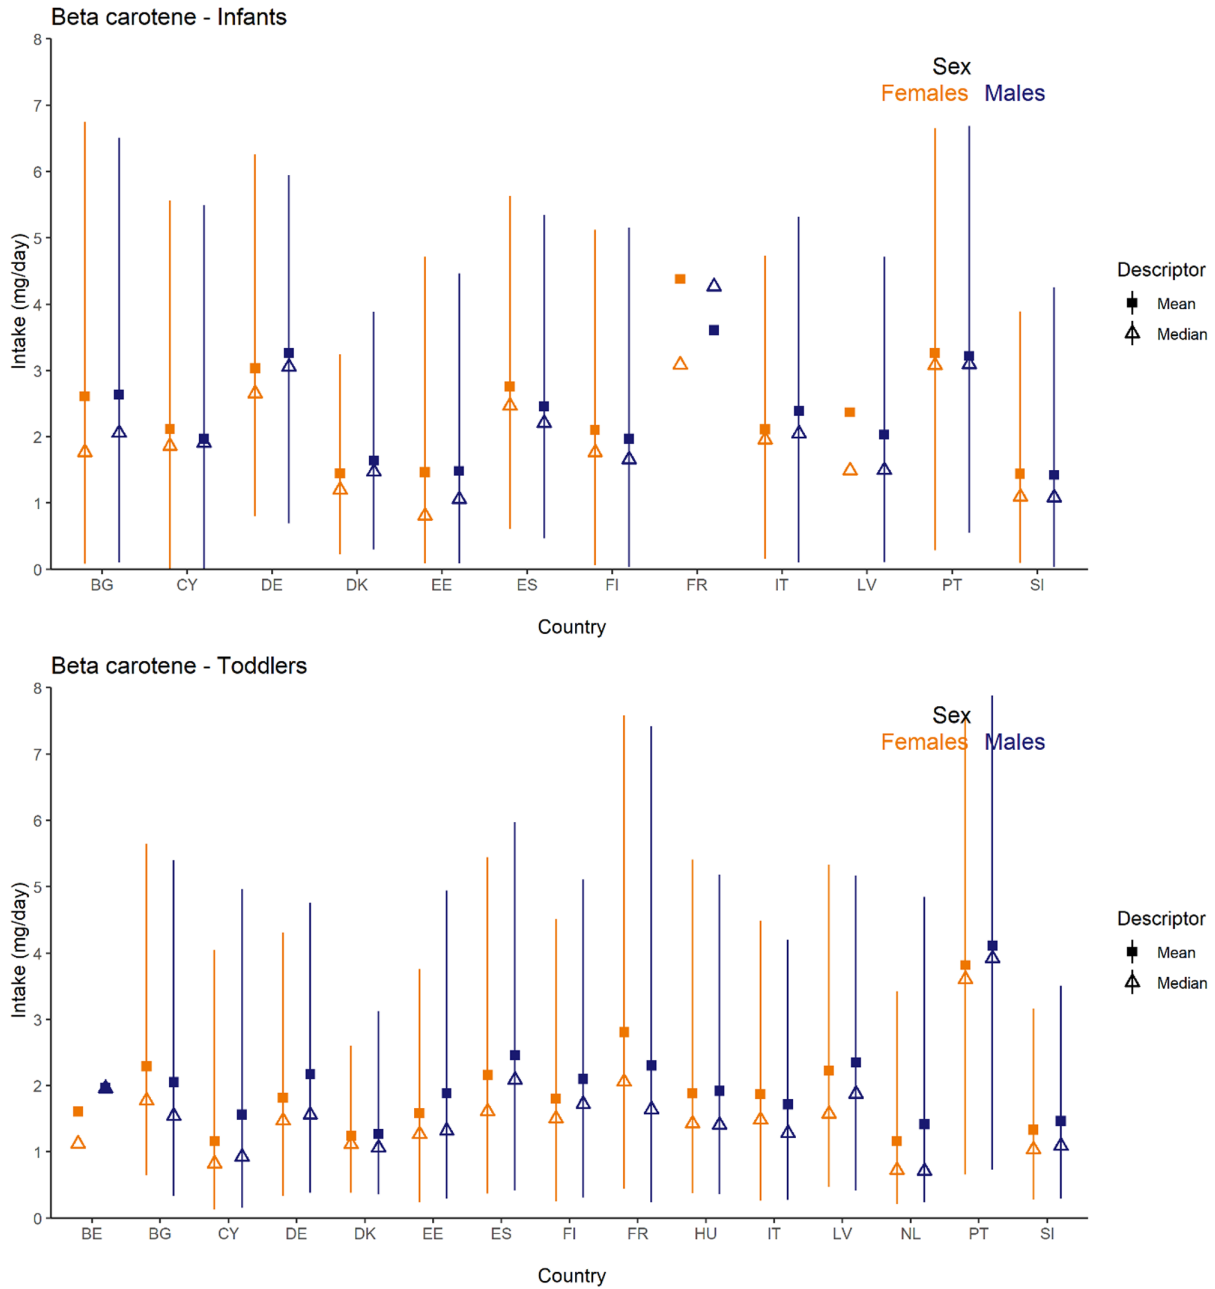 Beta carotene - Infants
8
7
6
5
4
3
2
1
0
Intake (mg/day)
Sex
Females Males
Descriptor
Mean
Median
BG CY DE DK EE ES FI FR IT LV PT SI
Country
Beta carotene - Toddlers
8
7
6
5
4
3
2
1
0
Intake (mg/day)
Sex
Females Males
Descriptor
Mean
Median
BE BG CY DE DK EE ES FI FR HU IT LV NL PT SI
Country